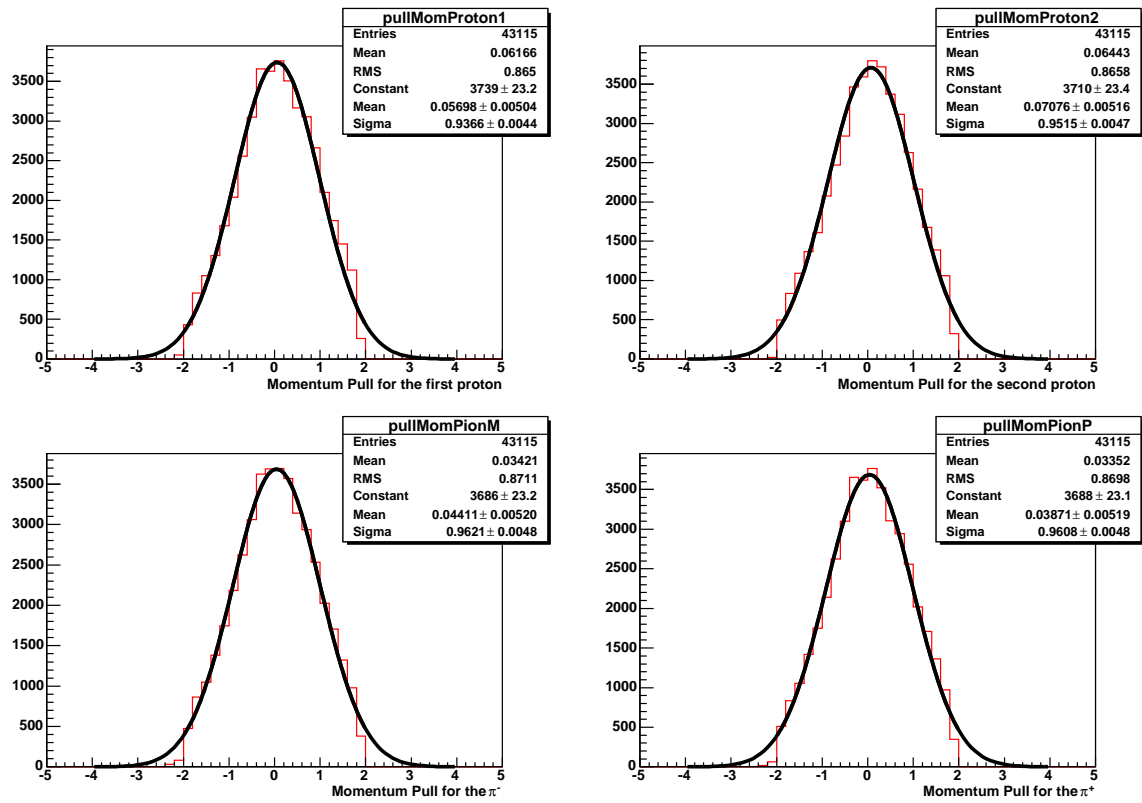 pullMomProton1
Entries 43115
Mean 0.06166
RMS 0.865
Constant 3739 ± 23.2
Mean 0.05698 ± 0.00504
Sigma 0.9366 ± 0.0044
3500
3000
2500
2000
1500
1000
500
0
-5 -4 -3 -2 -1 0 1 2 3 4 5
Momentum Pull for the first proton
pullMomProton2
Entries 43115
Mean 0.06443
RMS 0.8658
Constant 3710 ± 23.4
Mean 0.07076 ± 0.00516
Sigma 0.9515 ± 0.0047
3500
3000
2500
2000
1500
1000
500
0
-5 -4 -3 -2 -1 0 1 2 3 4 5
Momentum Pull for the second proton
pullMomPionM
Entries 43115
Mean 0.03421
RMS 0.8711
Constant 3686 ± 23.2
Mean 0.04411 ± 0.00520
Sigma 0.9621 ± 0.0048
3500
3000
2500
2000
1500
1000
500
0
-5 -4 -3 -2 -1 0 1 2 3 4 5
Momentum Pull for the π⁻
pullMomPionP
Entries 43115
Mean 0.03352
RMS 0.8698
Constant 3688 ± 23.1
Mean 0.03871 ± 0.00519
Sigma 0.9608 ± 0.0048
3500
3000
2500
2000
1500
1000
500
0
-5 -4 -3 -2 -1 0 1 2 3 4 5
Momentum Pull for the π⁺